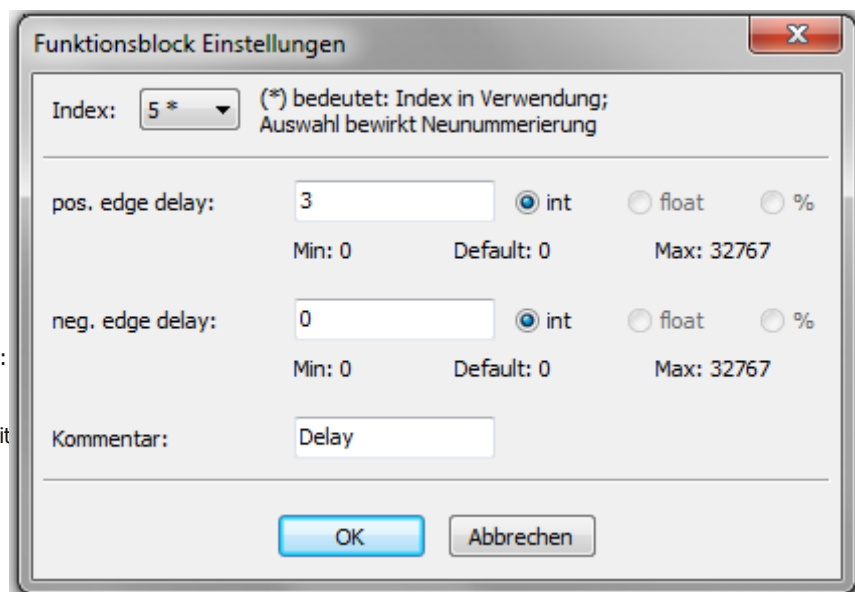 Funktionsblock Einstellungen
Index: 5 * (*) bedeutet: Index in Verwendung;
Auswahl bewirkt Neunummerierung
pos. edge delay: 3 int float %
Min: 0 Default: 0 Max: 32767
neg. edge delay: 0 int float %
:
Min: 0 Default: 0 Max: 32767
it
Kommentar: Delay
OK Abbrechen